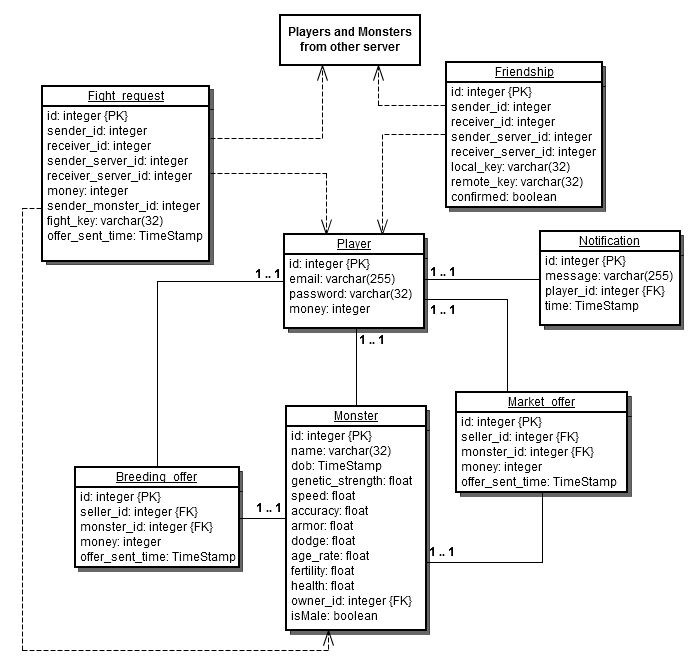 Players and Monsters
from other server
Fight_request
id: integer {PK}
sender_id: integer
receiver_id: integer
sender_server_id: integer
receiver_server_id: integer
money: integer
sender_monster_id: integer
fight_key: varchar(32)
offer_sent_time: TimeStamp
Friendship
id: integer {PK}
sender_id: integer
receiver_id: integer
sender_server_id: integer
receiver_server_id: integer
local_key: varchar(32)
remote_key: varchar(32)
confirmed: boolean
Player
id: integer {PK}
email: varchar(255)
password: varchar(32)
money: integer
Notification
id: integer {PK}
message: varchar(255)
player_id: integer {FK}
time: TimeStamp
1 .. 1
1 .. 1
1 .. 1
1 .. 1
Monster
id: integer {PK}
name: varchar(32)
dob: TimeStamp
genetic_strength: float
speed: float
accuracy: float
armor: float
dodge: float
age_rate: float
fertility: float
health: float
owner_id: integer {FK}
isMale: boolean
Market_offer
id: integer {PK}
seller_id: integer {FK}
monster_id: integer {FK}
money: integer
offer_sent_time: TimeStamp
Breeding_offer
id: integer {PK}
seller_id: integer {FK}
monster_id: integer {FK}
money: integer
offer_sent_time: TimeStamp
1 .. 1
1 .. 1